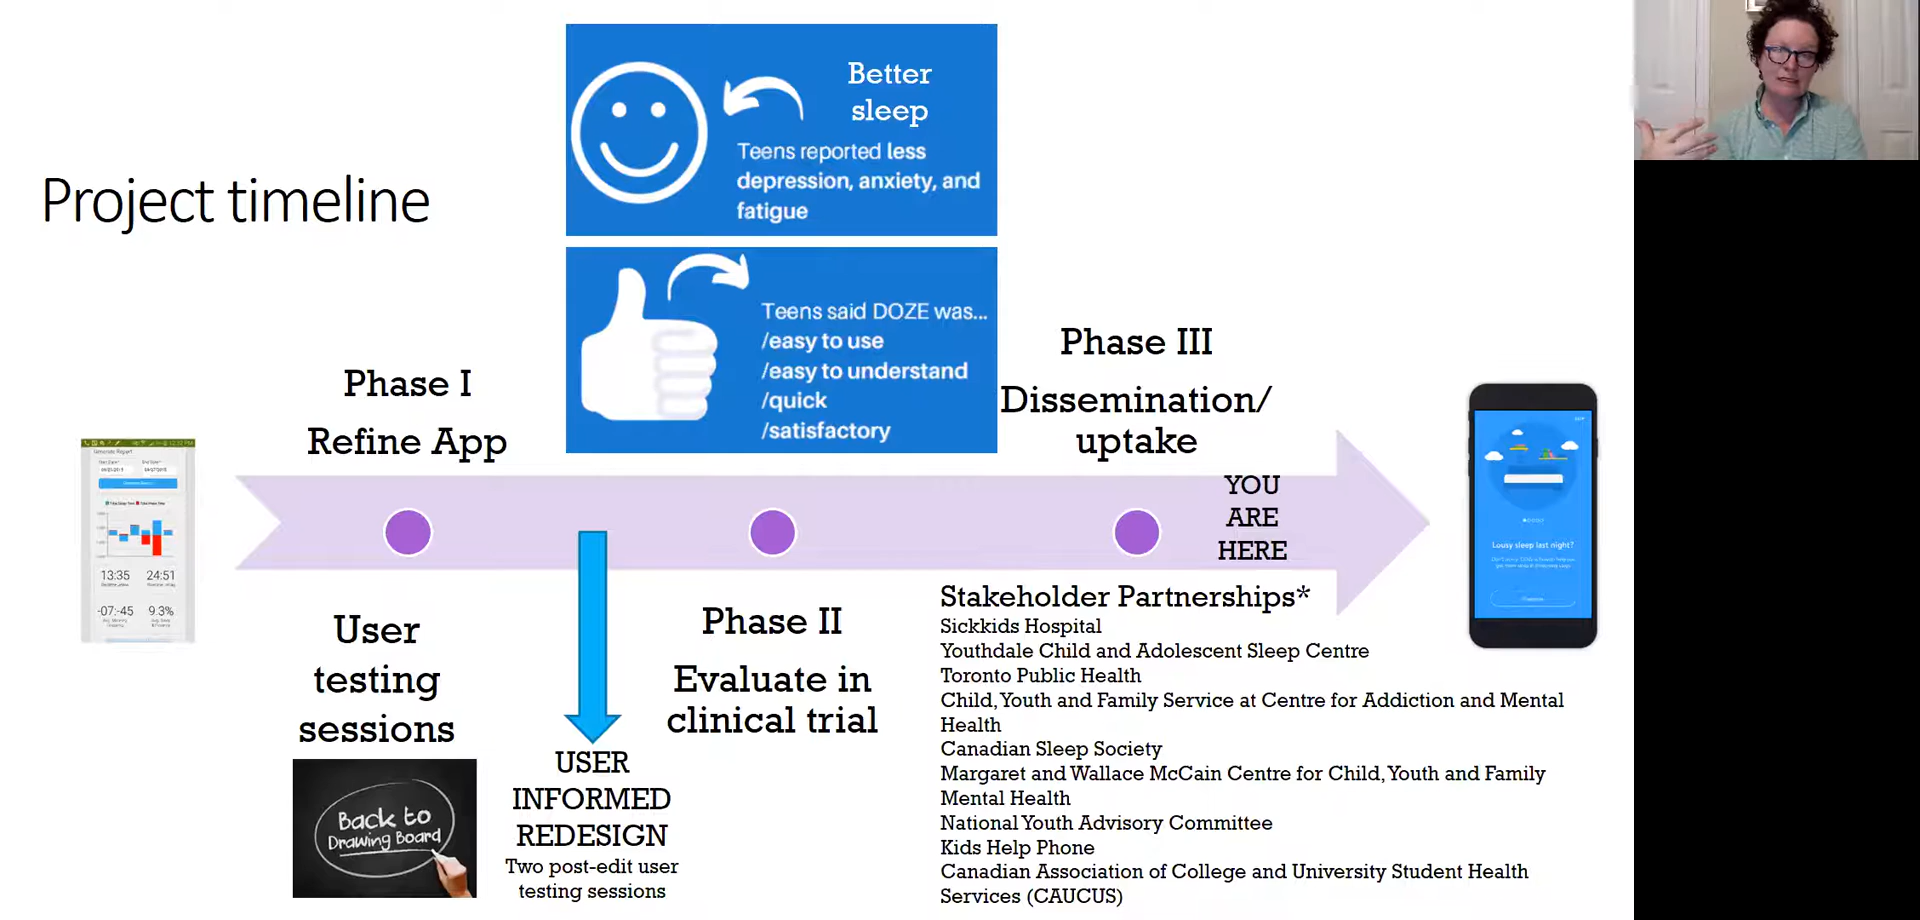 Project timeline
Better
sleep
Teens reported less
depression, anxiety, and
fatigue
Teens said DOZE was...
/easy to use
/easy to understand
/quick
/satisfactory
Phase I
Refine App
Phase III
Dissemination/
uptake
YOU
ARE
HERE
User
testing
sessions
Back to
Drawing Board
USER
INFORMED
REDESIGN
Two post-edit user
testing sessions
Phase II
Evaluate in
clinical trial
Stakeholder Partnerships*
Sickkids Hospital
Youthdale Child and Adolescent Sleep Centre
Toronto Public Health
Child, Youth and Family Service at Centre for Addiction and Mental
Health
Canadian Sleep Society
Margaret and Wallace McCain Centre for Child, Youth and Family
Mental Health
National Youth Advisory Committee
Kids Help Phone
Canadian Association of College and University Student Health
Services (CAUCUS)
Generate Report
13:35 24:51
-07:-45 9.3%
Lousy sleep last night?